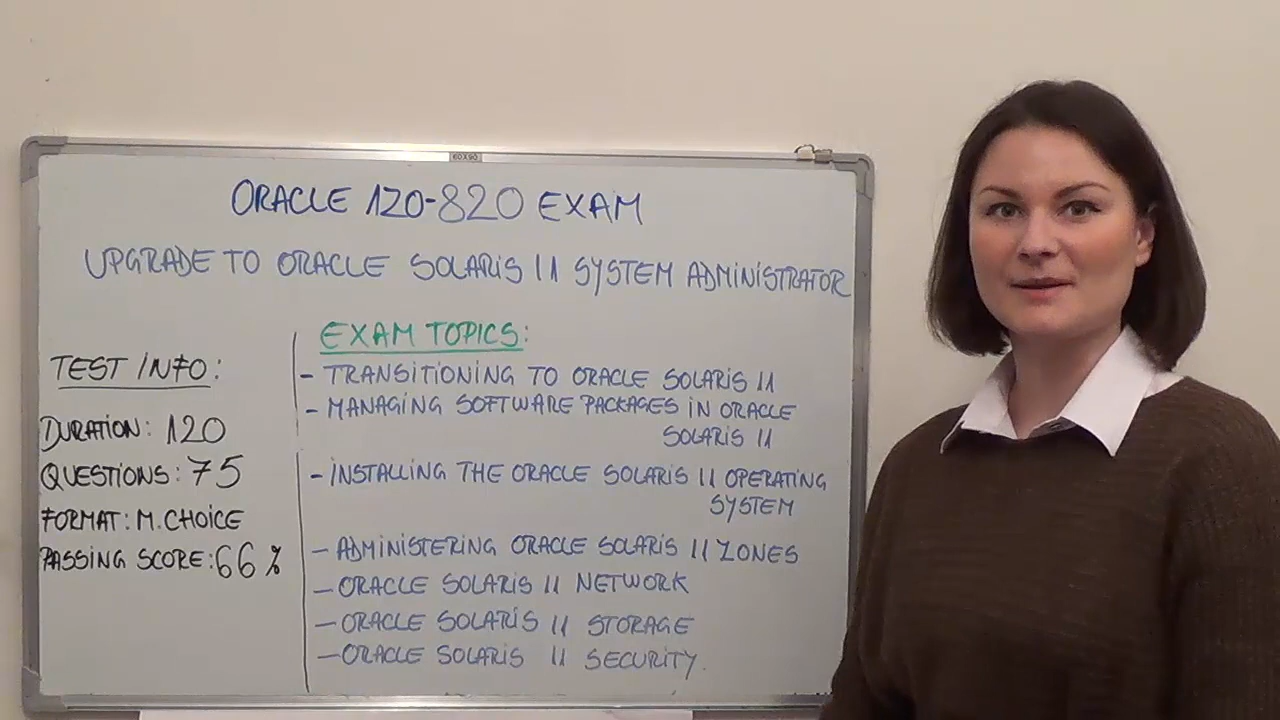 60X90
ORACLE 1Z0-820 EXAM
UPGRADE TO ORACLE SOLARIS 11 SYSTEM ADMINISTRATOR
TEST INFO:
DURATION: 120
QUESTIONS: 75
FORMAT: M.CHOICE
PASSING SCORE: 66 %
EXAM TOPICS:
- TRANSITIONING TO ORACLE SOLARIS 11
- MANAGING SOFTWARE PACKAGES IN ORACLE
SOLARIS 11
- INSTALLING THE ORACLE SOLARIS 11 OPERATING
SYSTEM
- ADMINISTERING ORACLE SOLARIS 11 ZONES
- ORACLE SOLARIS 11 NETWORK
- ORACLE SOLARIS 11 STORAGE
- ORACLE SOLARIS 11 SECURITY.